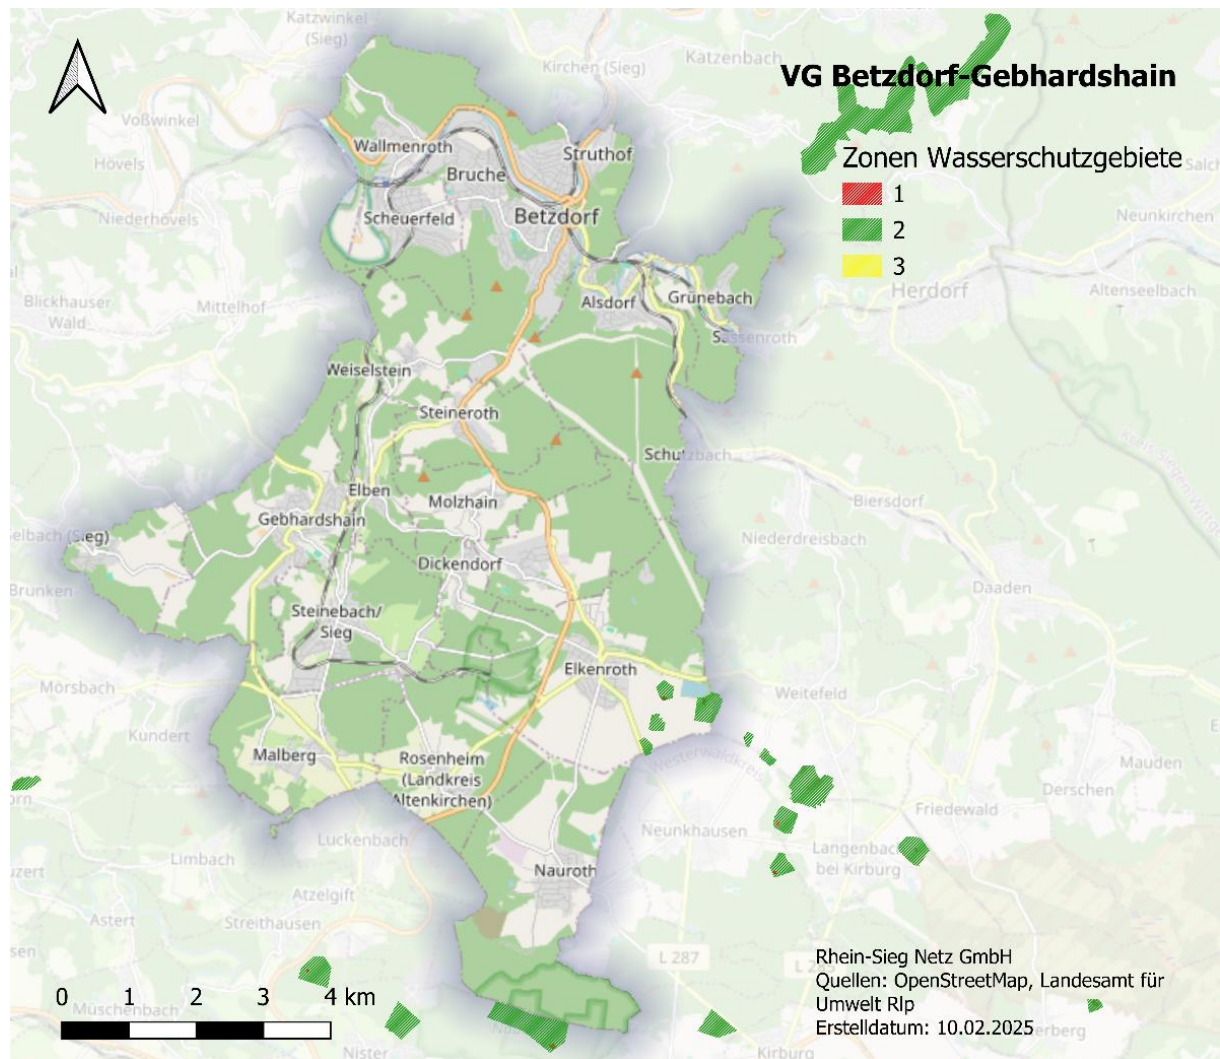 Katzwinkel
(Sieg)
Katzenbach
Kirchen (Sieg)
VG Betzdorf-Gebhardshain
Voßwinkel
Wallmenroth
Struthof
Zonen Wasserschutzgebiete
Hövels
Bruche
1
Niederhövels
Scheuerfeld
Betzdorf
Neunkirchen
2
3
Blickhauser
Wald
Mittelhof
Alsdorf
Grünebach
Herdorf
Altenseelbach
Sassenroth
Weiselstein
Steineroth
Schutzbach
Elben
Molzhain
Biersdorf
Gebhardshain
elbach (Sieg)
Niederdreisbach
Dickendorf
Brunken
Daaden
Steinebach/
Sieg
Elkenroth
Mörsbach
Weitefeld
Kundert
Malberg
Rosenheim
(Landkreis
Altenkirchen)
Westerwaldkreis
Mauden
Derschen
Friedewald
Neunkhausen
Luckenbach
Langenbach
bei Kirburg
Limbach
Nauroth
Atzelgift
Astert
Streithausen
L 287
Rhein-Sieg Netz GmbH
Quellen: OpenStreetMap, Landesamt für
Umwelt Rlp
Erstelldatum: 10.02.2025
0 1 2 3 4 km
Müschenbach
Nister
Kirburg